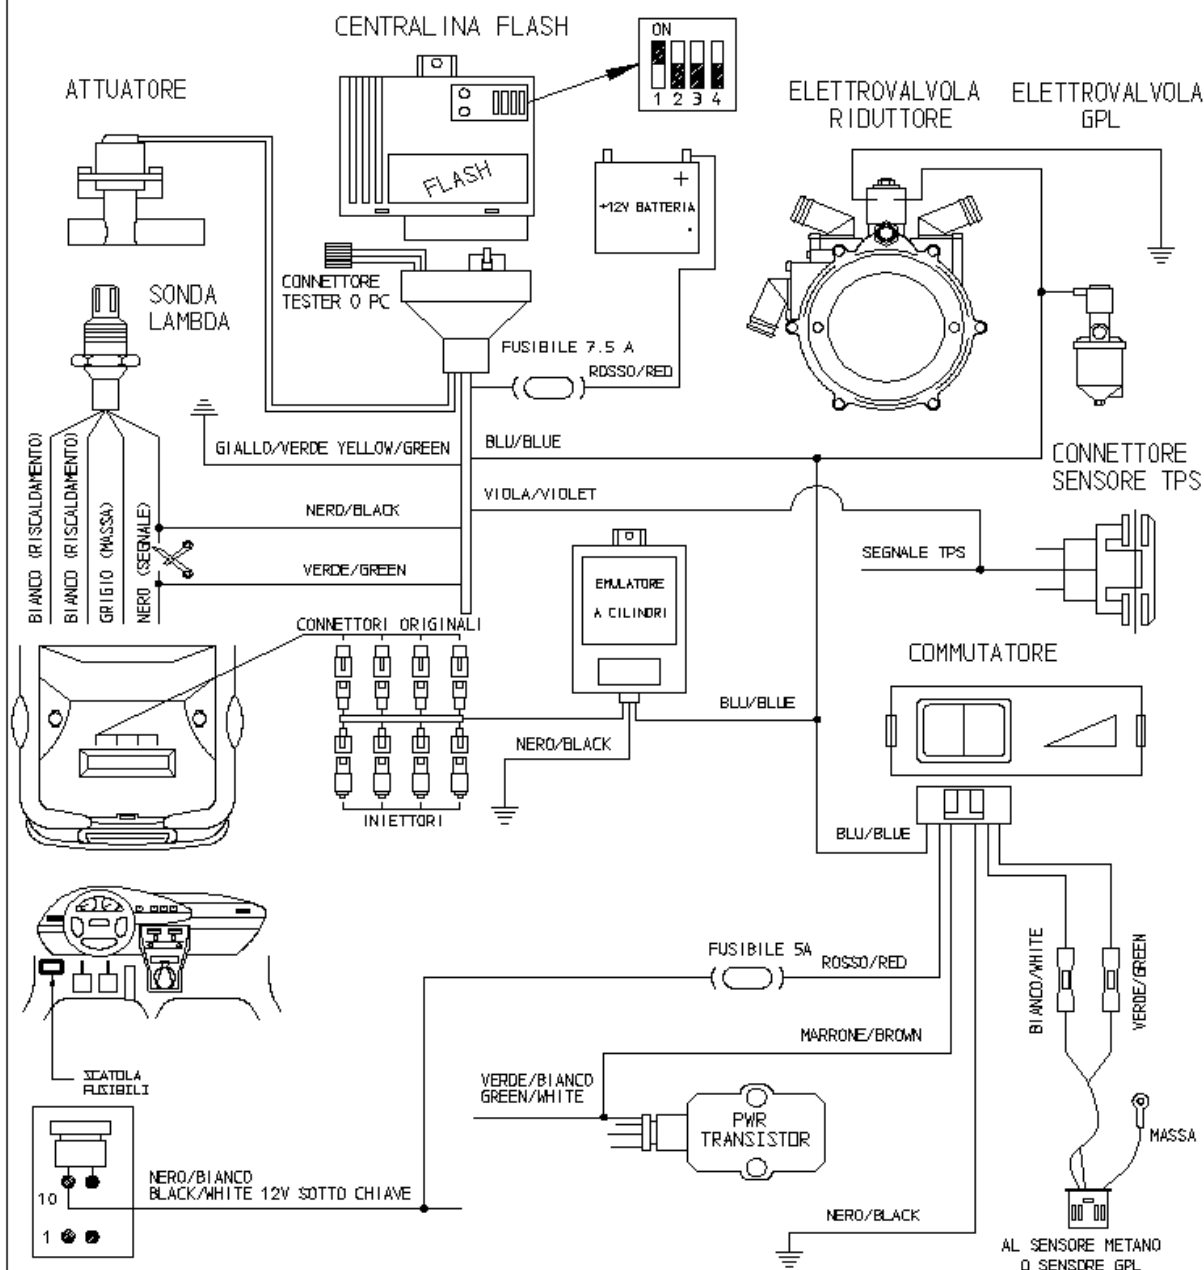 CENTRALINA FLASH
ON
1 2 3 4
ATTUATORE
ELETTROVALVOLA
RIDUTTORE
ELETTROVALVOLA
GPL
FLASH
+
+12V BATTERIA
CONNETTORE
TESTER O PC
SONDA
LAMBDA
FUSIBILE 7.5 A
ROSSO/RED
GIALLO/VERDE YELLOW/GREEN
BLU/BLUE
CONNETTORE
SENSORE TPS
VIOLA/VIOLET
NERO/BLACK
SEGNALE TPS
VERDE/GREEN
BIANCO (RISCALDAMENTO)
BIANCO (RISCALDAMENTO)
GRIGIO (MASSA)
NERO (SEGNALE)
EMULATORE
A CILINDRI
CONNETTORI ORIGINALI
COMMUTATORE
BLU/BLUE
NERO/BLACK
INIETTORI
BLU/BLUE
FUSIBILE 5A
ROSSO/RED
BIANCO/WHITE
VERDE/GREEN
MARRONE/BROWN
SCATOLA
FUSIBILI
VERDE/BIANCO
GREEN/WHITE
PWR
TRANSISTOR
MASSA
NERO/BIANCO
BLACK/WHITE 12V SOTTO CHIAVE
10
1
NERO/BLACK
AL SENSORE METANO
O SENSORE GPL